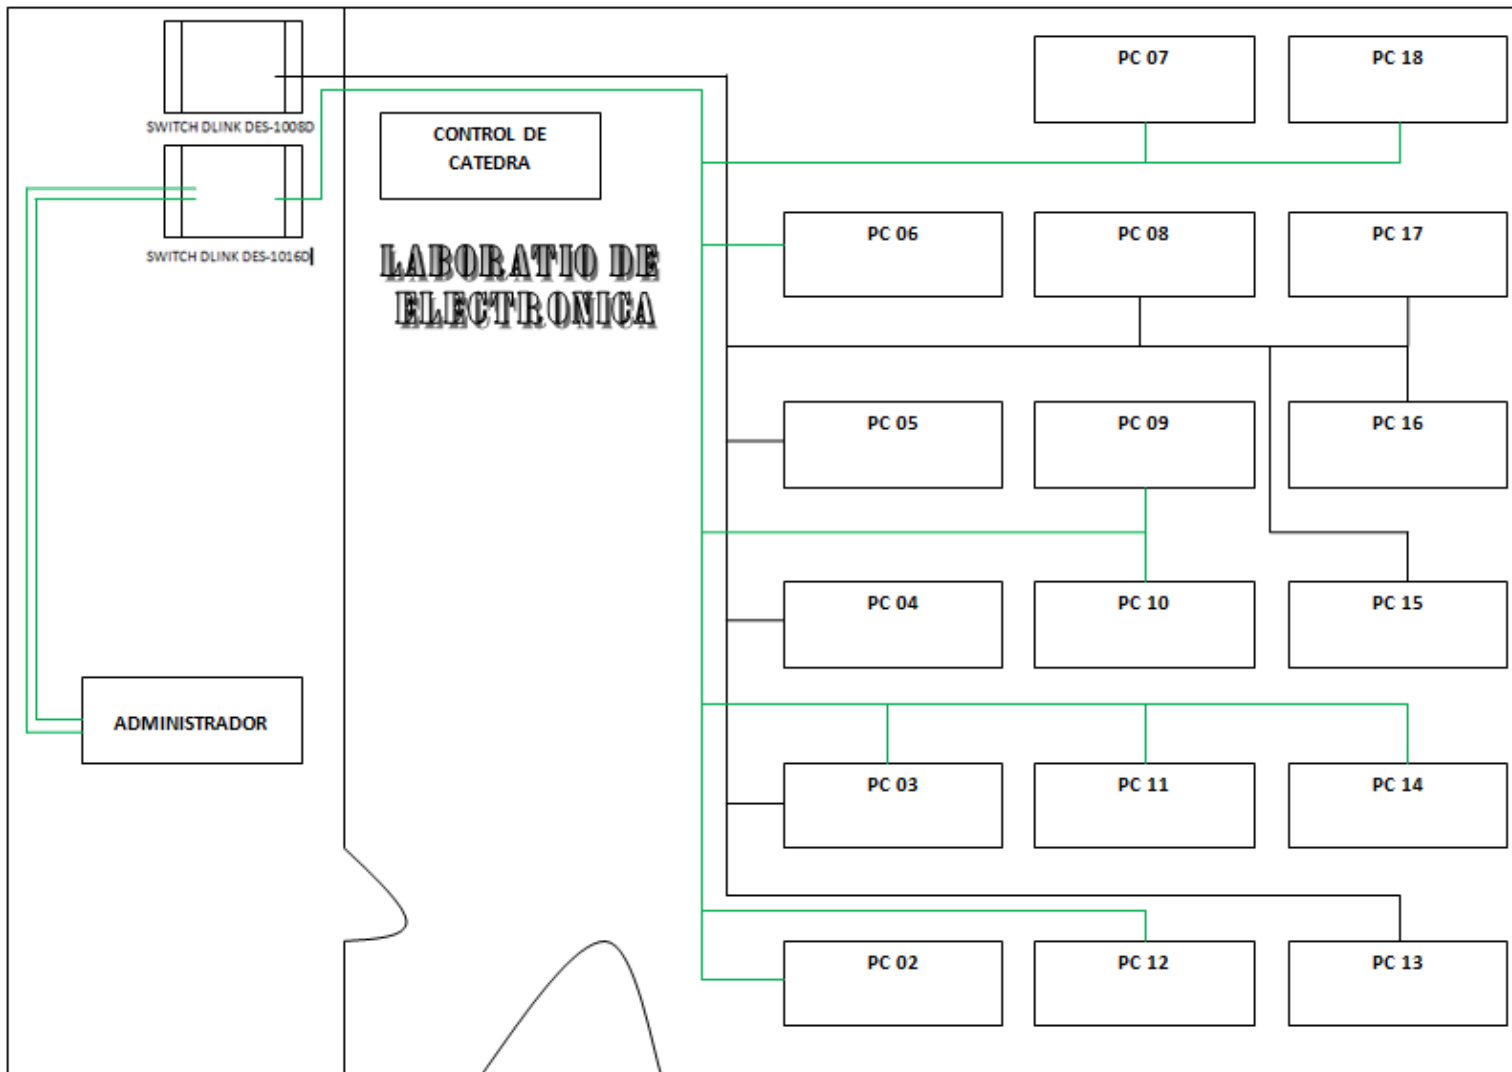 SWITCH DLINK DES-1008D
SWITCH DLINK DES-1016D
CONTROL DE
CATEDRA
LABORATIO DE
ELECTRONICA
ADMINISTRADOR
PC 07
PC 18
PC 06
PC 08
PC 17
PC 05
PC 09
PC 16
PC 04
PC 10
PC 15
PC 03
PC 11
PC 14
PC 02
PC 12
PC 13